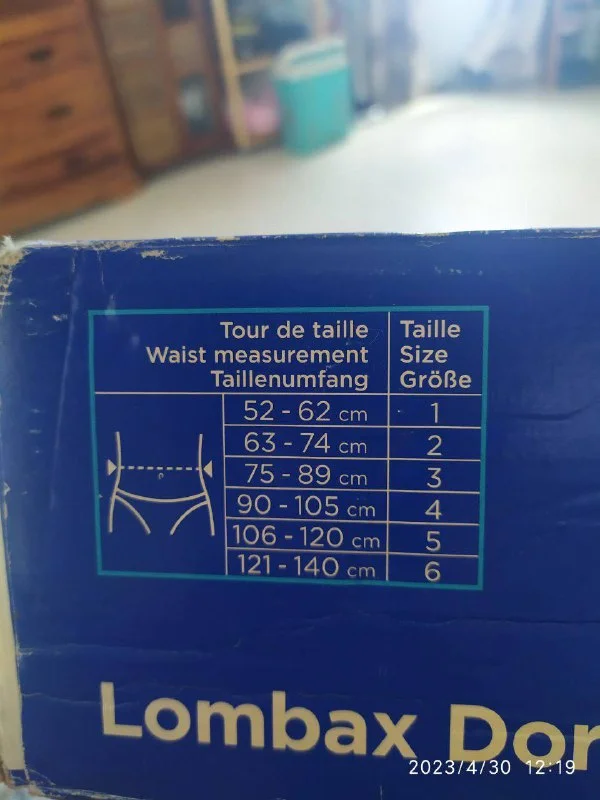 Tour de taille Taille
Waist measurement Size
Taillenumfang Größe
52 - 62 cm 1
63 - 74 cm 2
75 - 89 cm 3
90 - 105 cm 4
106 - 120 cm 5
121 - 140 cm 6
Lombax Dor
2023/4/30 12:19